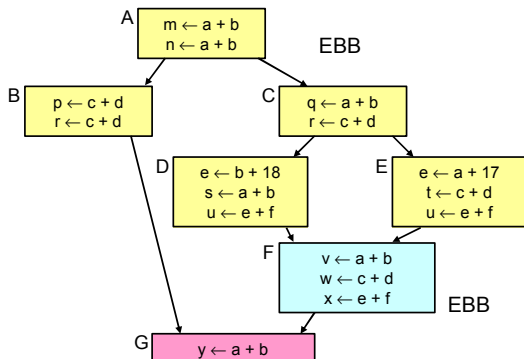 A
m ← a + b
n ← a + b
EBB
B
p ← c + d
r ← c + d
C
q ← a + b
r ← c + d
D
e ← b + 18
s ← a + b
u ← e + f
E
e ← a + 17
t ← c + d
u ← e + f
F
v ← a + b
w ← c + d
x ← e + f
EBB
G
y ← a + b